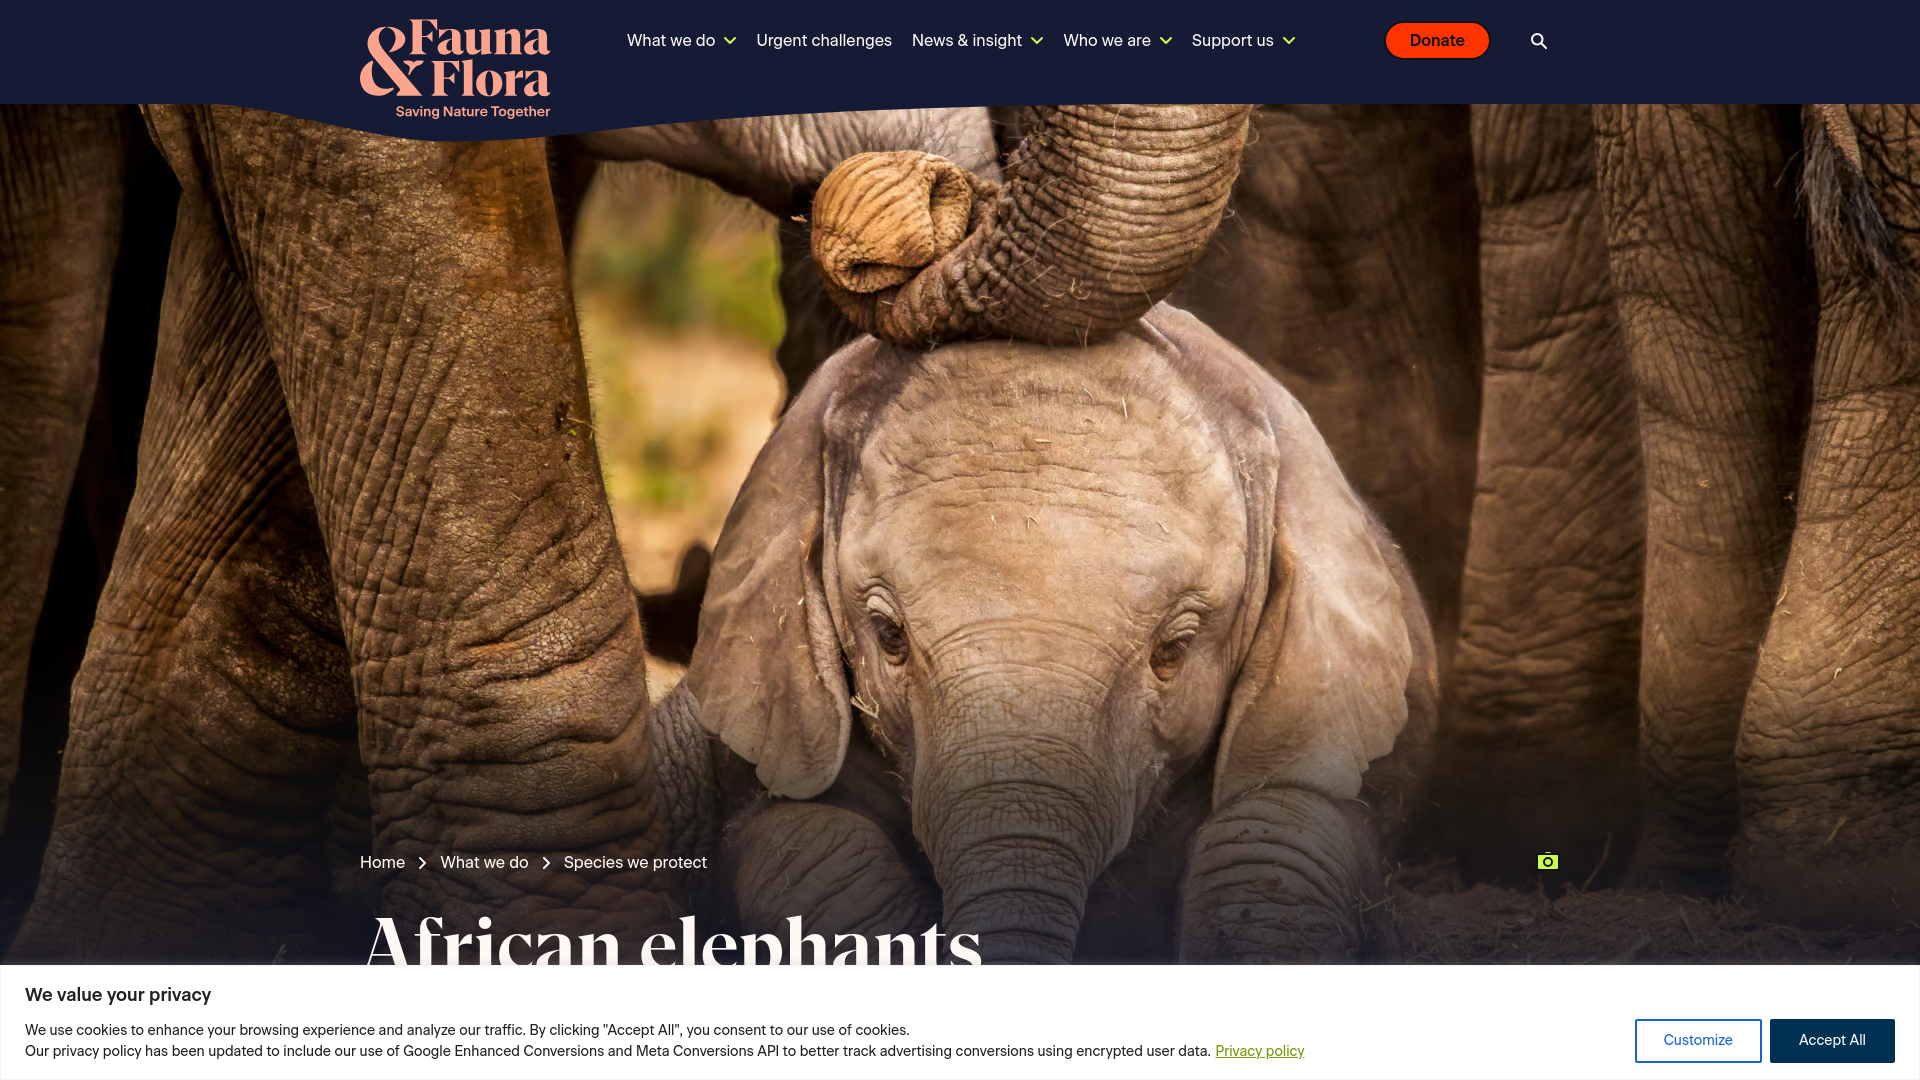 Fauna
& Flora
Saving Nature Together
What we do
Urgent challenges
News & insight
Who we are
Support us
Donate
Home > What we do > Species we protect
African elephants
We value your privacy
We use cookies to enhance your browsing experience and analyze our traffic. By clicking "Accept All", you consent to our use of cookies.
Our privacy policy has been updated to include our use of Google Enhanced Conversions and Meta Conversions API to better track advertising conversions using encrypted user data. Privacy policy
Customize
Accept All